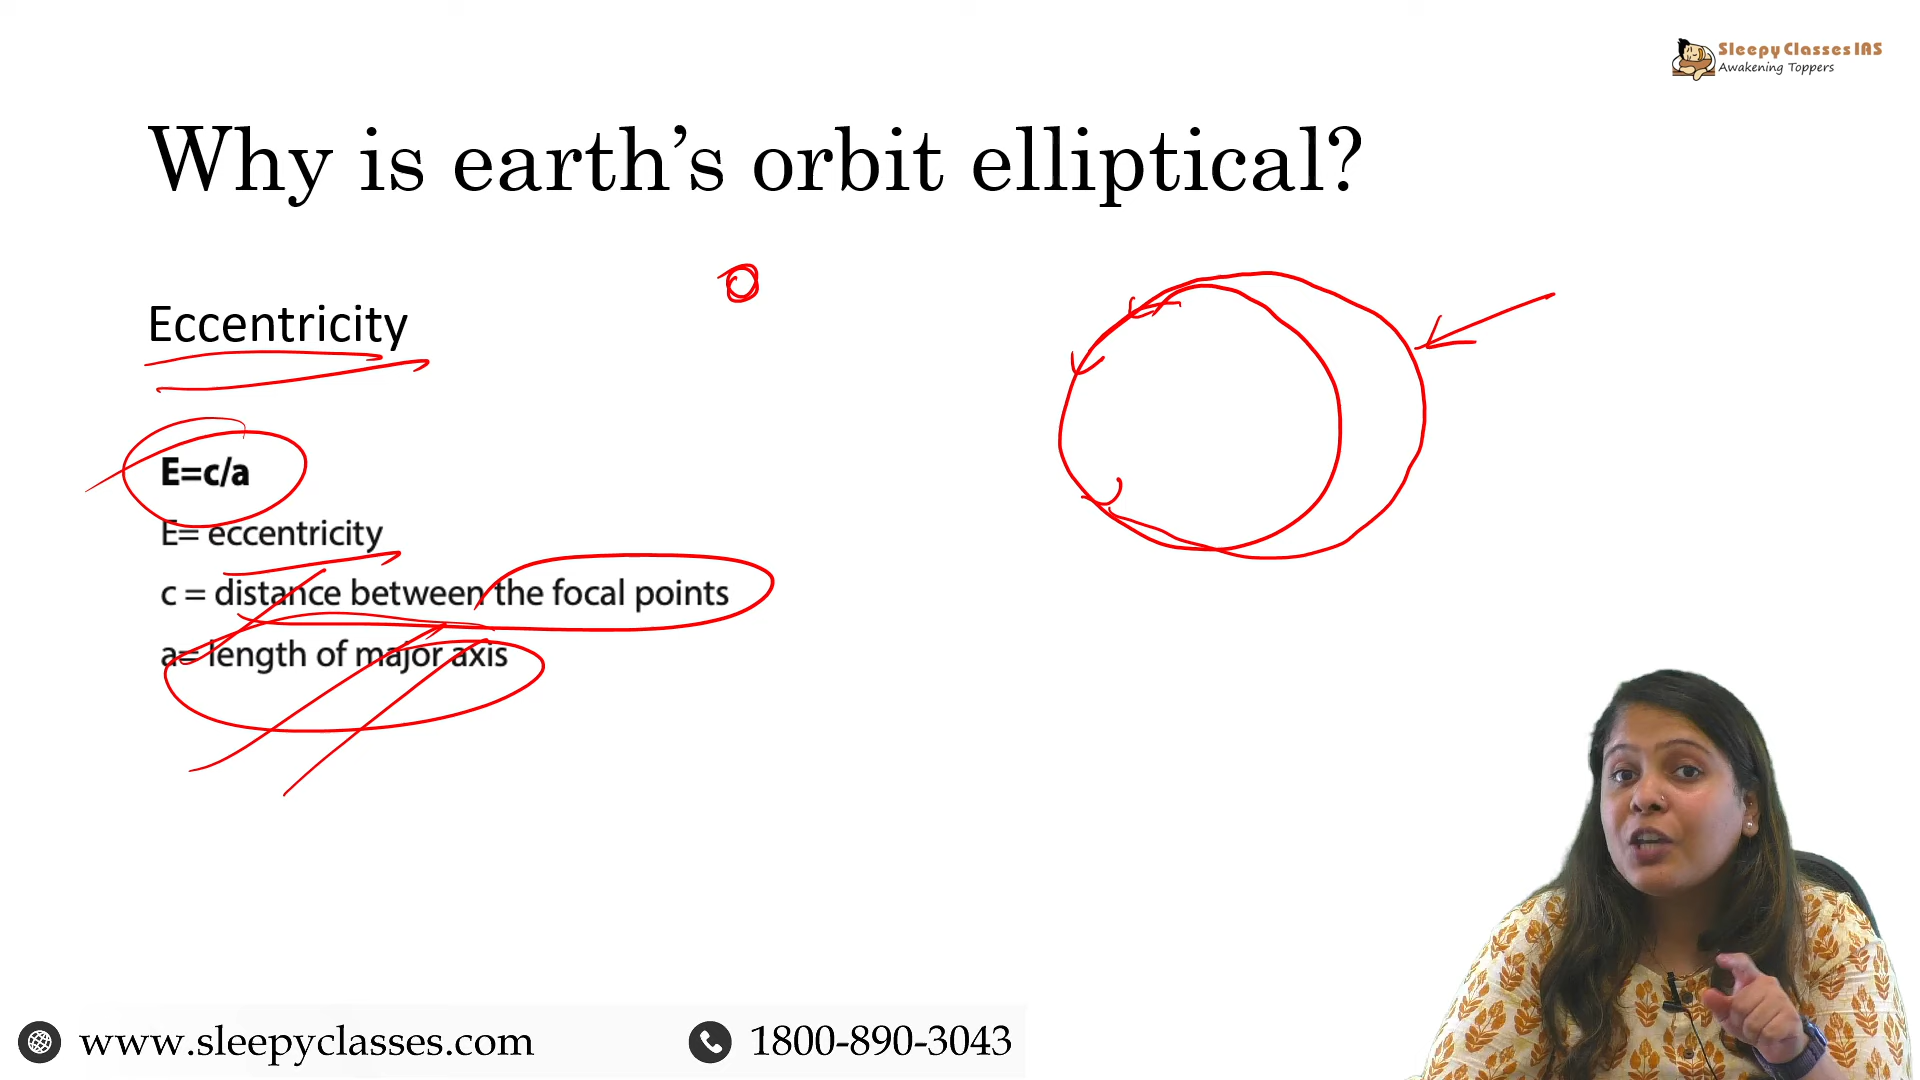 Sleepy Classes IAS
Awakening Toppers
Why is earth’s orbit elliptical?
Eccentricity
E=c/a
E= eccentricity
c = distance between the focal points
a= length of major axis
www.sleepyclasses.com
1800-890-3043